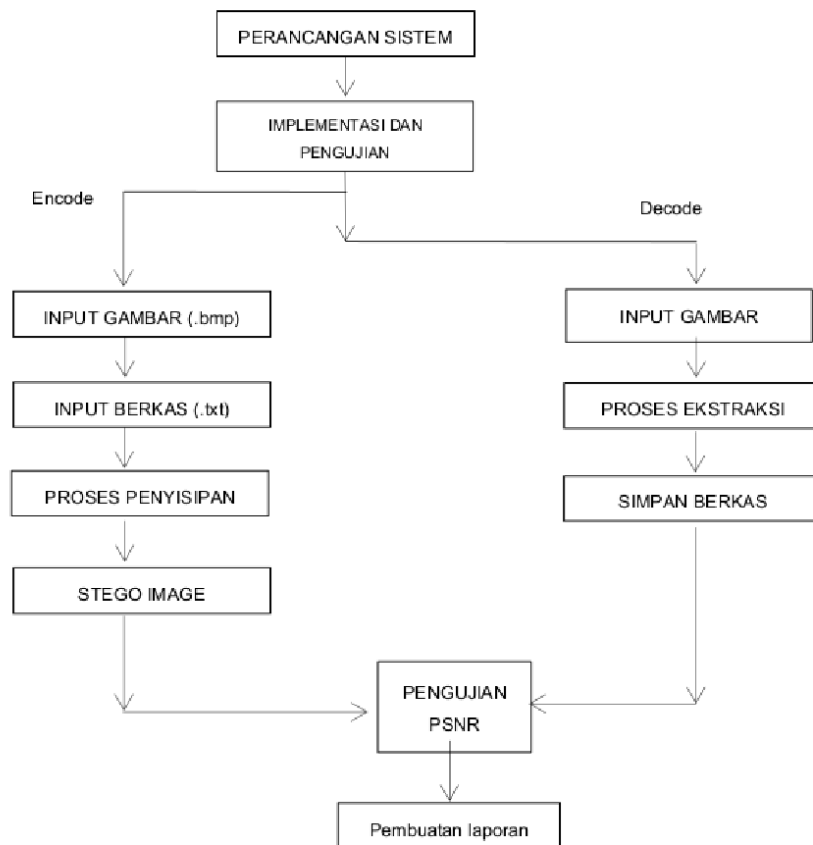 PERANCANGAN SISTEM
IMPLEMENTASI DAN
PENGUJIAN
Encode
Decode
INPUT GAMBAR (.bmp)
INPUT BERKAS (.txt)
PROSES PENYISIPAN
STEGO IMAGE
INPUT GAMBAR
PROSES EKSTRAKSI
SIMPAN BERKAS
PENGUJIAN
PSNR
Pembuatan laporan